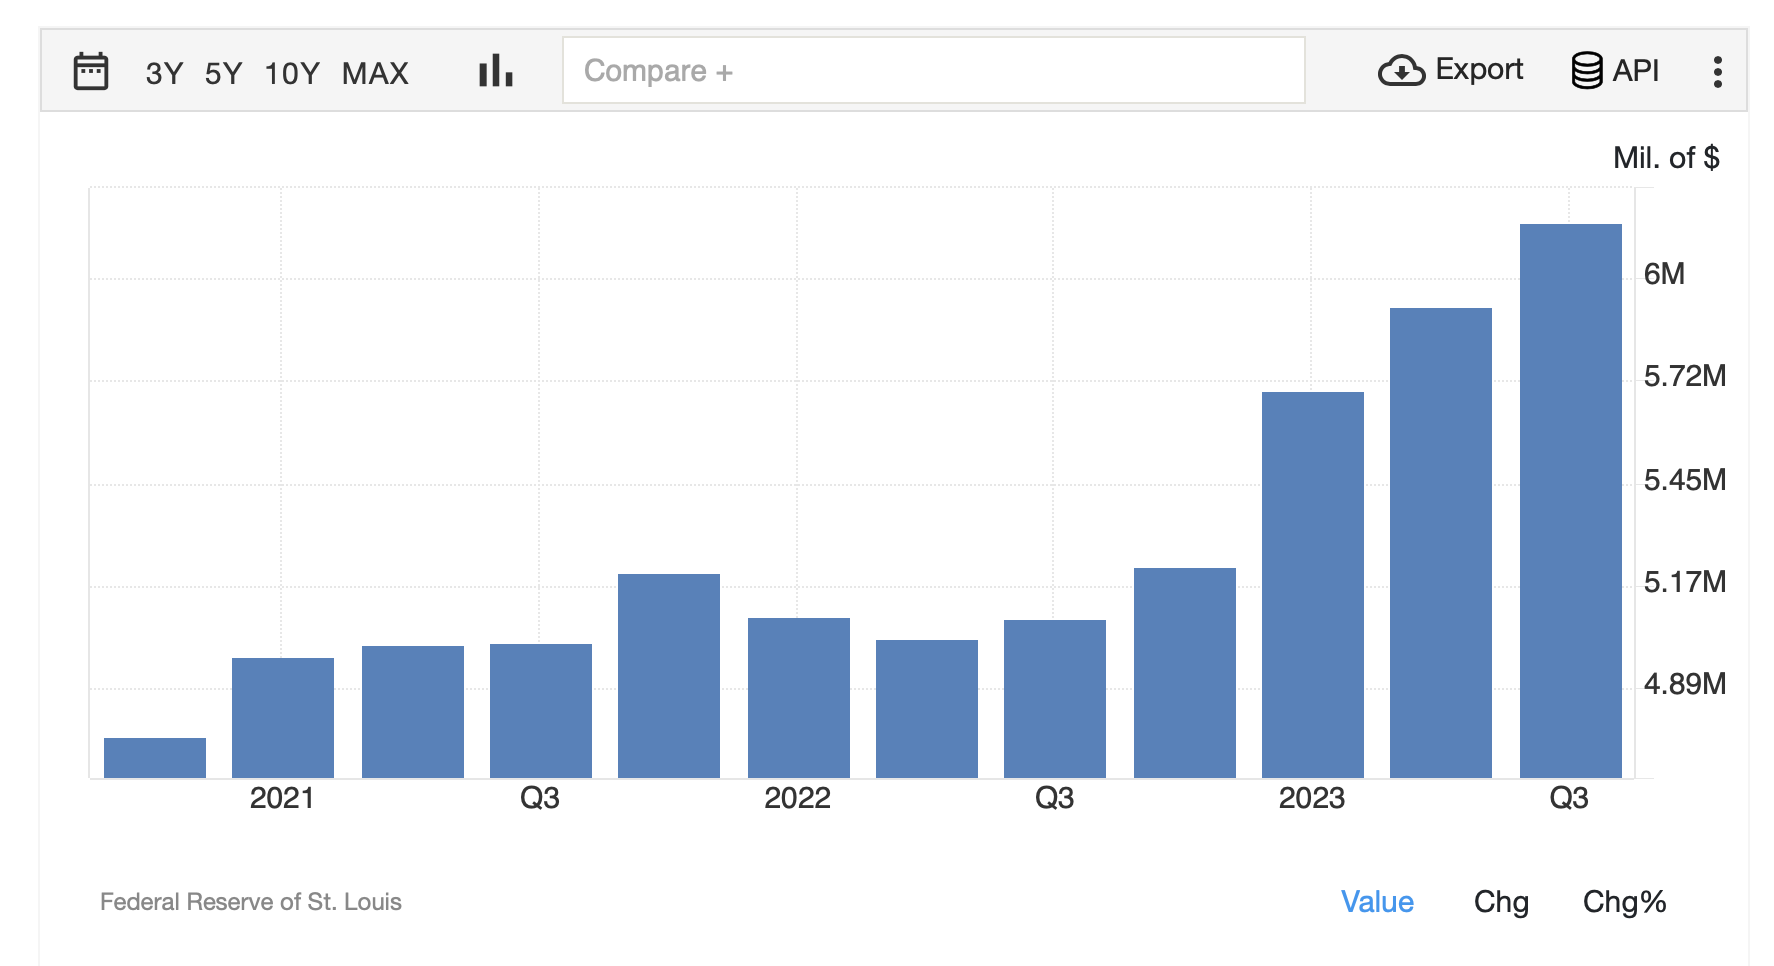 3Y 5Y 10Y MAX Compare + Export API
Mil. of $
6M
5.72M
5.45M
5.17M
4.89M
2021 Q3 2022 Q3 2023 Q3
Federal Reserve of St. Louis Value Chg Chg%